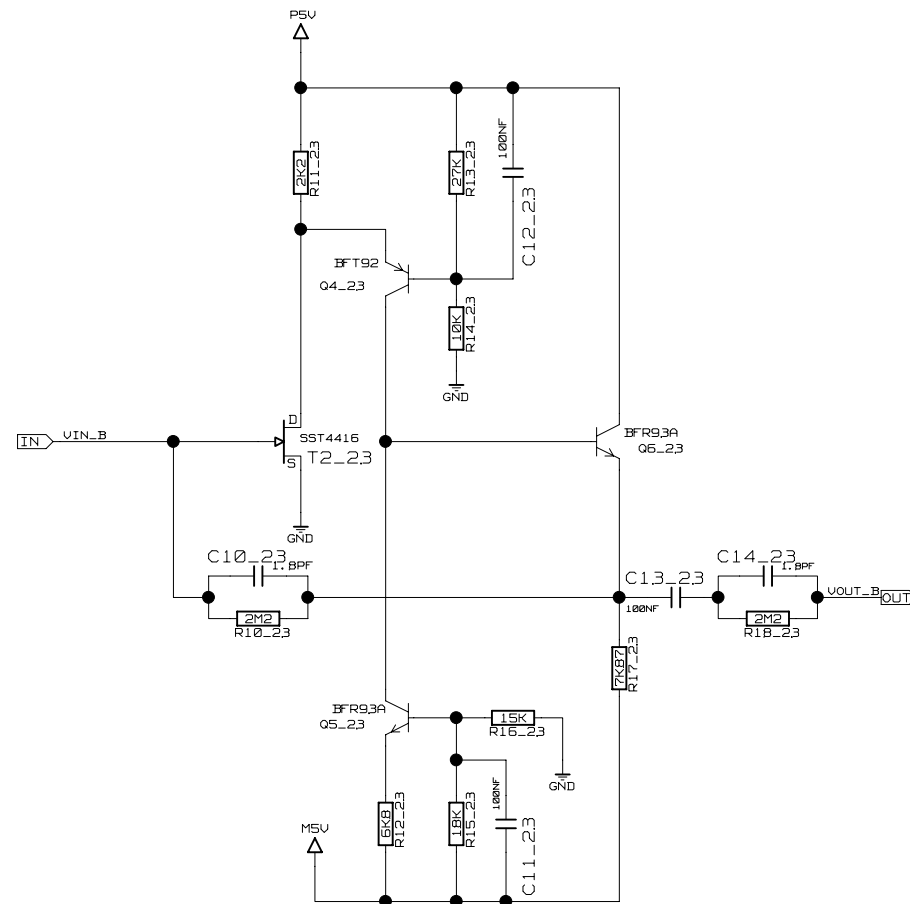 P5V
2K2
R11_23
27K
R13_23
100NF
C12_23
BFT92
Q4_23
10K
R14_23
GND
IN
VIN_B
D
SST4416
S
T2_23
BFR93A
Q6_23
GND
C10_23
1.8PF
2M2
R10_23
C13_23
100NF
C14_23
1.8PF
2M2
R18_23
VOUT_B
OUT
7K87
R17_23
BFR93A
Q5_23
15K
R16_23
GND
M5V
6K8
R12_23
18K
R15_23
100NF
C11_23